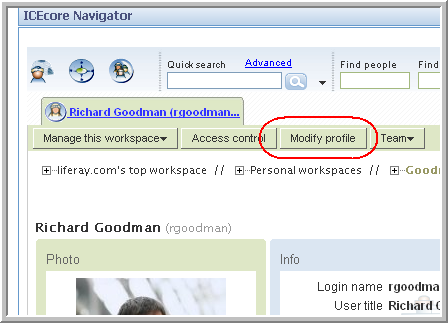 ICEcore Navigator
Quick search Advanced Find people Find
Richard Goodman (rgoodman...
Manage this workspace Access control Modify profile Team
liferay.com's top workspace // Personal workspaces // Goodm
Richard Goodman (rgoodman)
Photo Info
Login name rgoodma
User title Richard G